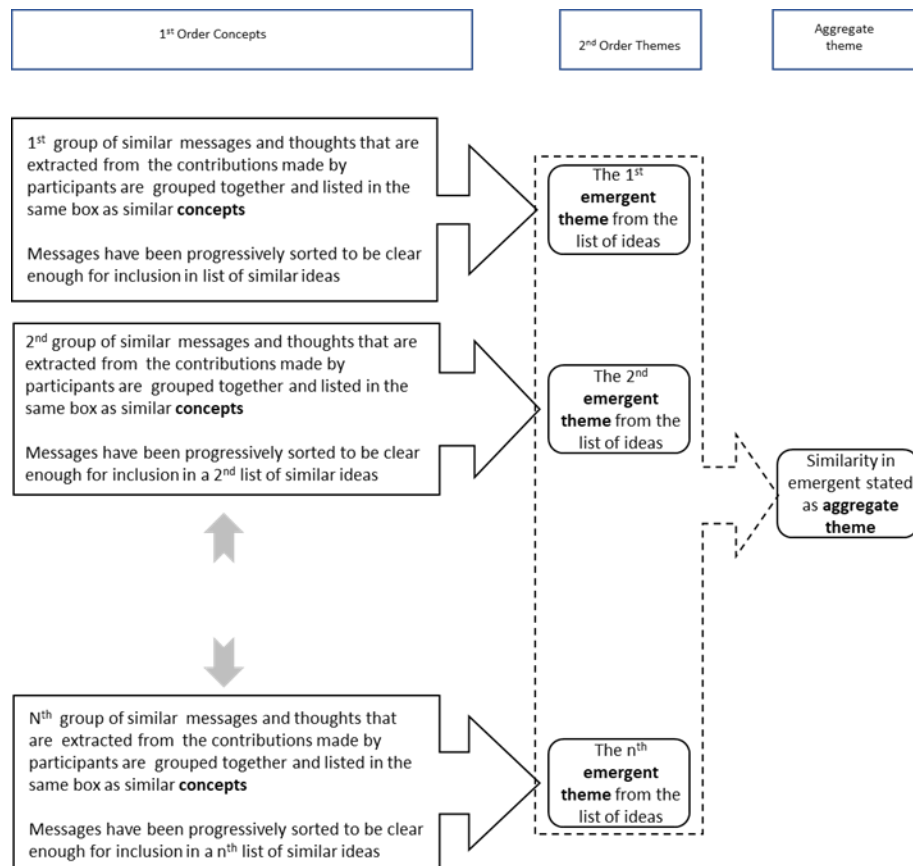 1st Order Concepts
2nd Order Themes
Aggregate
theme
1st group of similar messages and thoughts that are
extracted from the contributions made by
participants are grouped together and listed in the
same box as similar concepts
Messages have been progressively sorted to be clear
enough for inclusion in list of similar ideas
The 1st
emergent
theme from the
list of ideas
2nd group of similar messages and thoughts that are
extracted from the contributions made by
participants are grouped together and listed in the
same box as similar concepts
Messages have been progressively sorted to be clear
enough for inclusion in a 2nd list of similar ideas
The 2nd
emergent
theme from the
list of ideas
Similarity in
emergent stated
as aggregate
theme
Nth group of similar messages and thoughts that
are extracted from the contributions made by
participants are grouped together and listed in the
same box as similar concepts
Messages have been progressively sorted to be clear
enough for inclusion in a nth list of similar ideas
The nth
emergent
theme from the
list of ideas